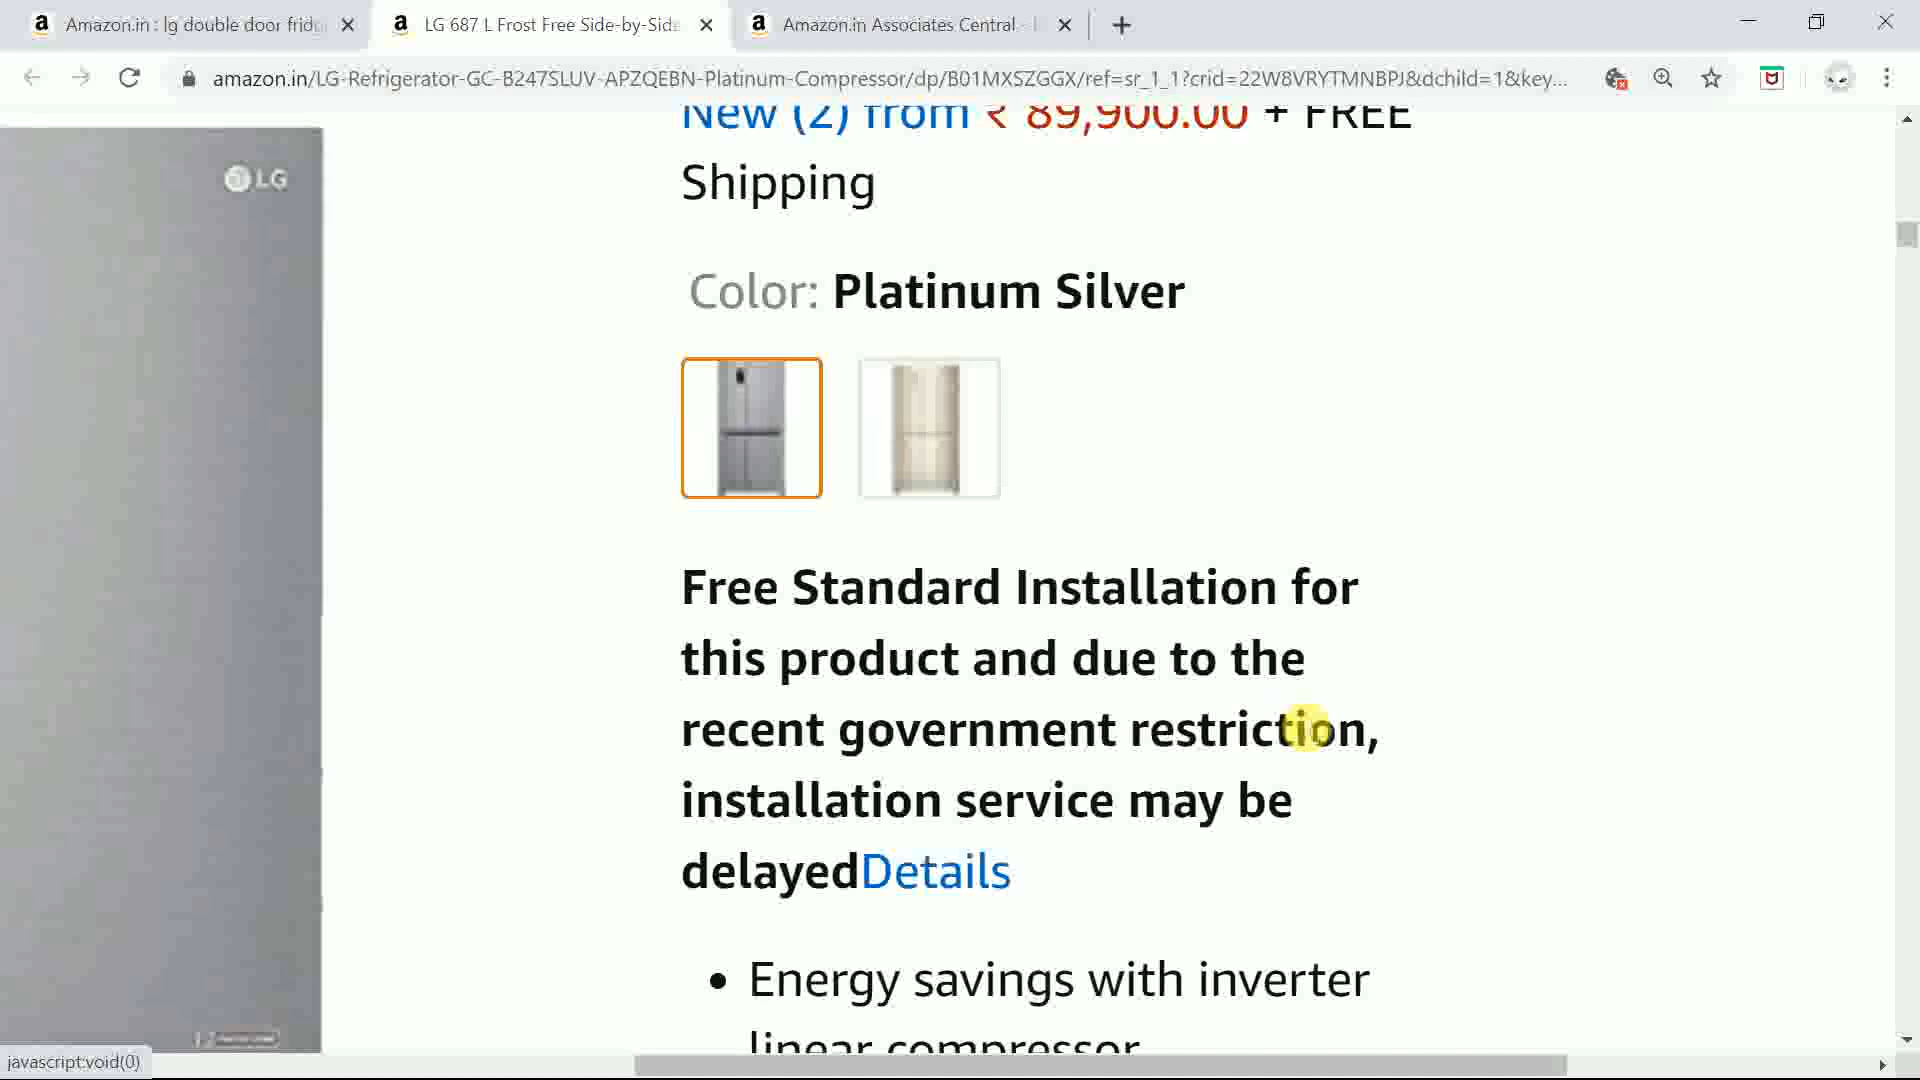 Amazon.in : lg double door fridg
LG 687 L Frost Free Side-by-Side
Amazon.in Associates Central -
amazon.in/LG-Refrigerator-GC-B247SLUV-APZQEBN-Platinum-Compressor/dp/B01MXSZGGX/ref=sr_1_1?crid=22W8VRYTMNBPJ&dchild=1&key...
New (2) from ₹ 89,900.00 + FREE
Shipping
LG
Color: Platinum Silver
Free Standard Installation for
this product and due to the
recent government restriction,
installation service may be
delayedDetails
• Energy savings with inverter
linear compressor
javascript:void(0)